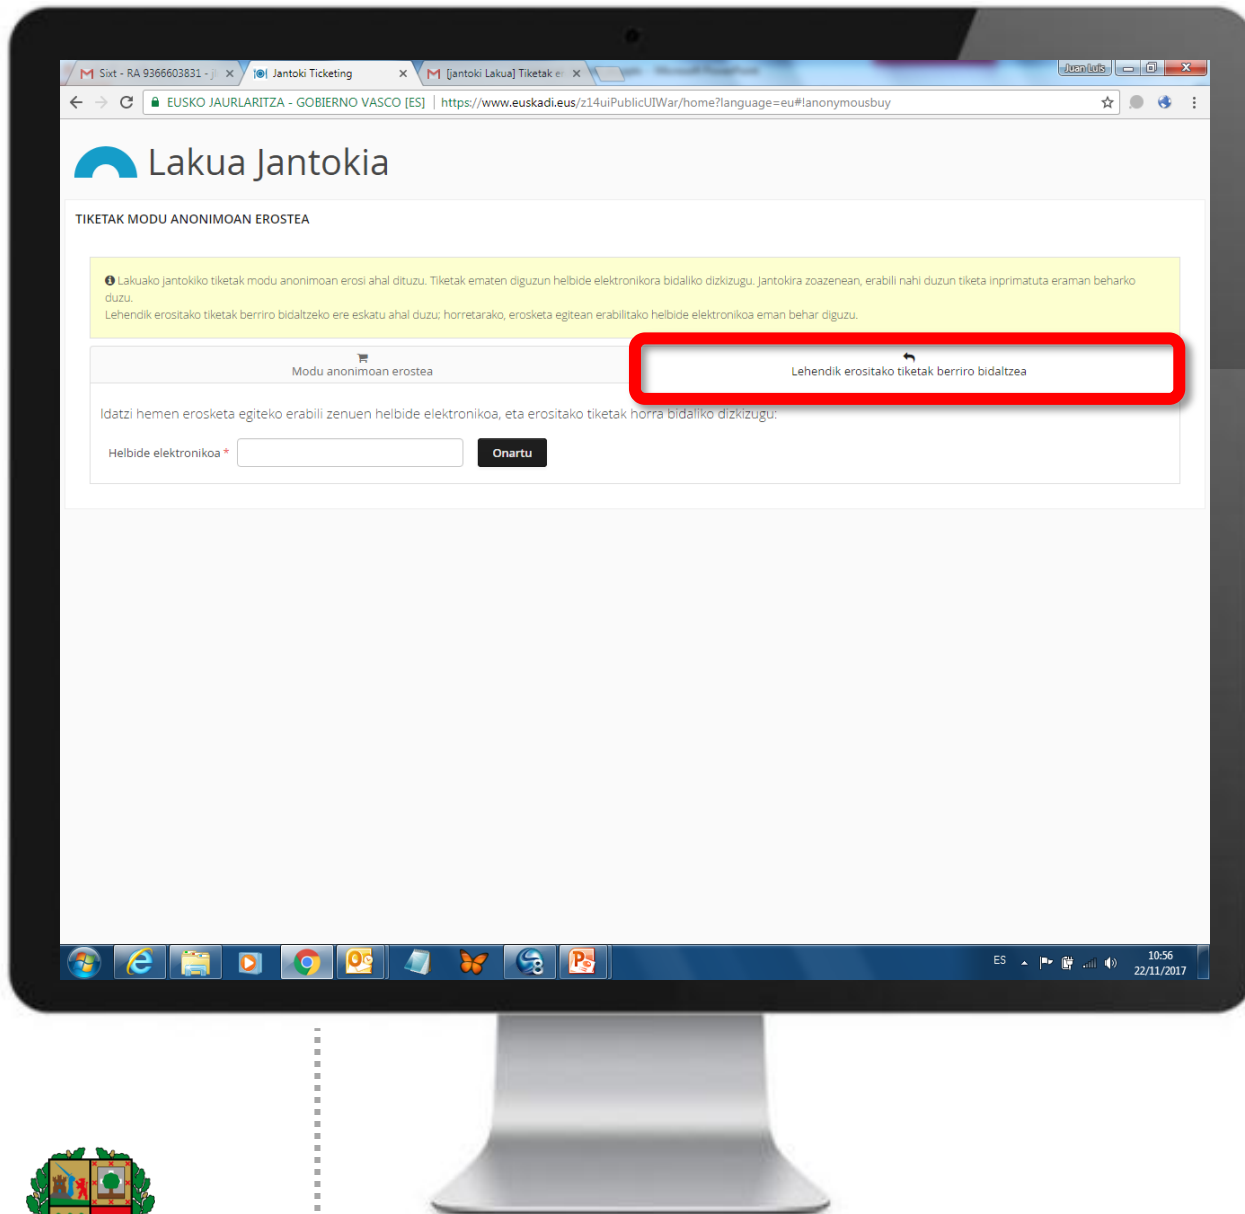 Sixt - RA 9366603831 - j
Jantoki Ticketing
[jantoki Lakua] Tiketak e
Juan Luis
EUSKO JAURLARITZA - GOBIERNO VASCO [ES] | https://www.euskadi.eus/z14uiPublicUIWar/home?language=eu#!anonymousbuy
Lakua Jantokia
TIKETAK MODU ANONIMOAN EROSTEA
Lakuako jantokiko tiketak modu anonimoan erosi ahal dituzu. Tiketak ematen diguzun helbide elektronikora bidaliko dizkizugu. Jantokira zoazenean, erabili nahi duzun tiketa inprimatuta eraman beharko
duzu.
Lehendik erositako tiketak berriro bidaltzeko ere eskatu ahal duzu; horretarako, erosketa egitean erabilitako helbide elektronikoa eman behar diguzu.
Modu anonimoan erostea
Lehendik erositako tiketak berriro bidaltzea
Idatzi hemen erosketa egiteko erabili zenuen helbide elektronikoa, eta erositako tiketak horra bidaliko dizkizugu:
Helbide elektronikoa *
Onartu
ES
10:56
22/11/2017